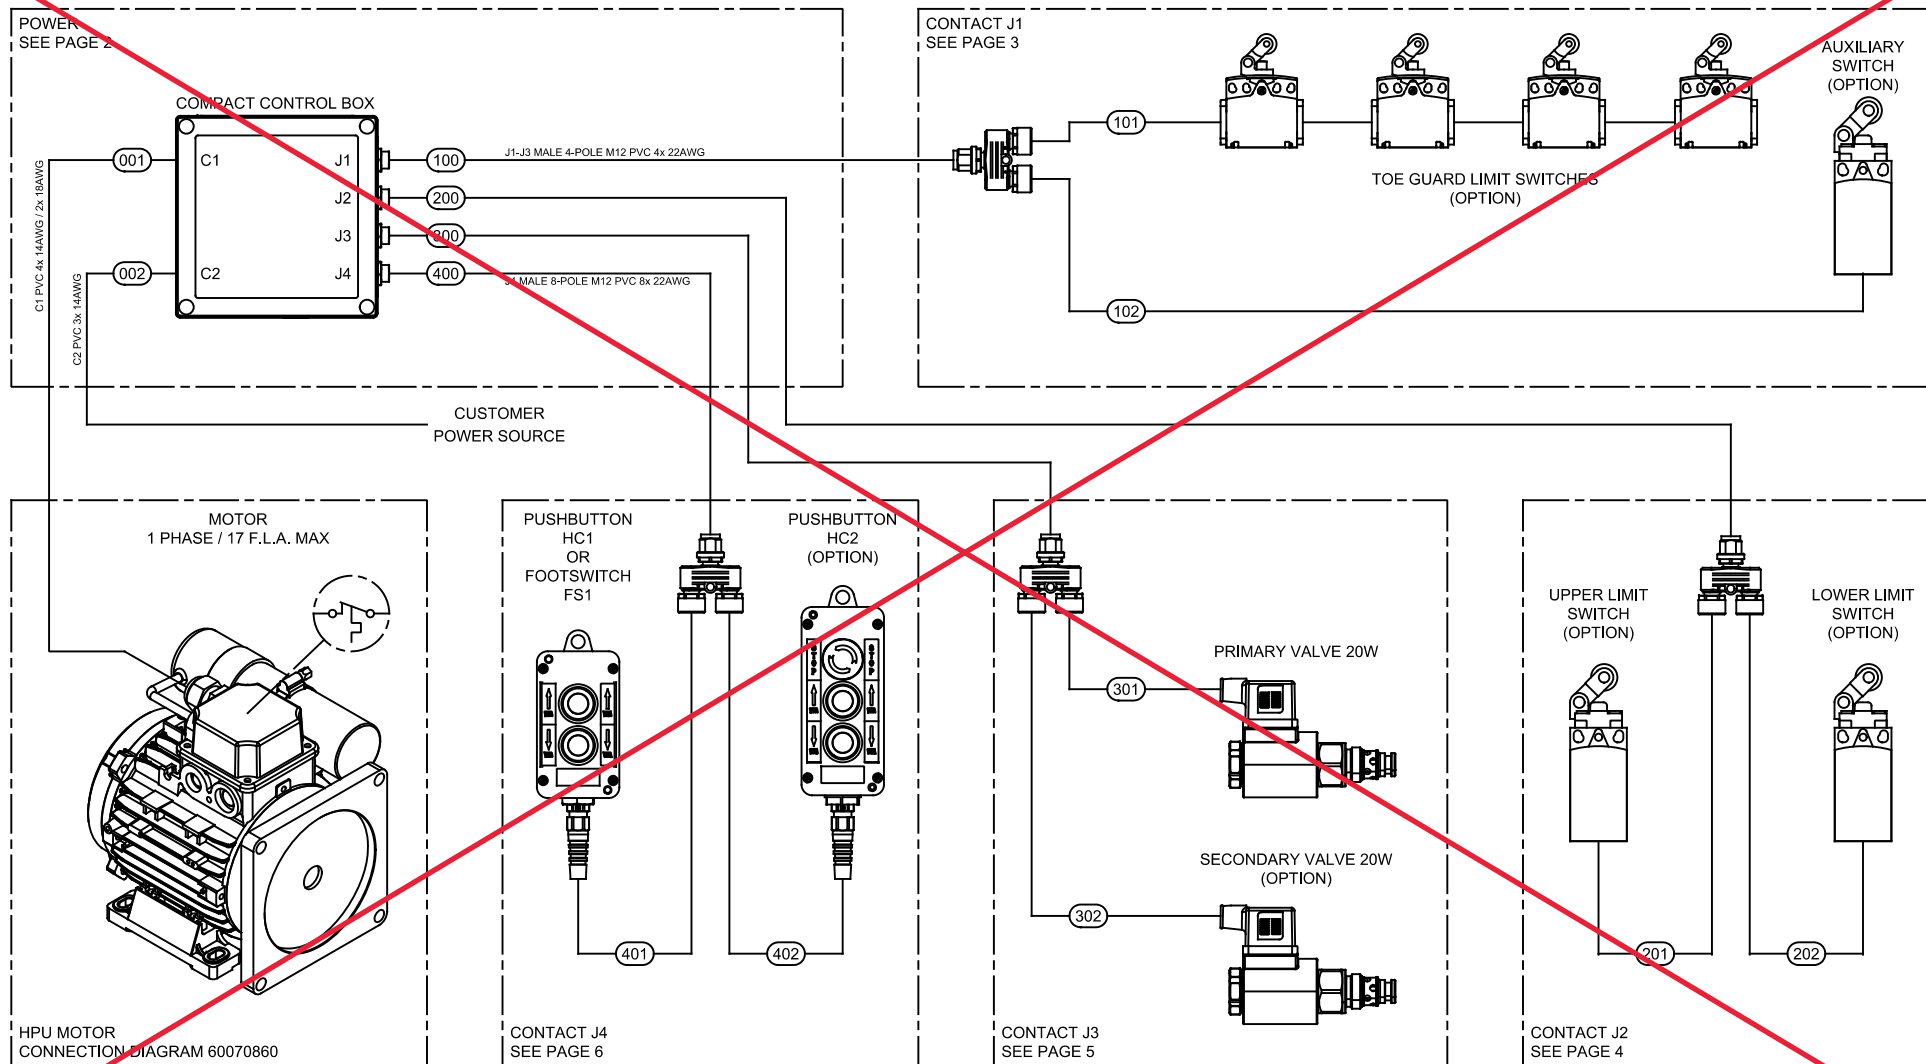 POWER
SEE PAGE 2
COMPACT CONTROL BOX
001
C1
J1
100
J1-J3 MALE 4-POLE M12 PVC 4x 22AWG
J2
200
J3
300
002
C2
J4
400
J4 MALE 8-POLE M12 PVC 8x 22AWG
C1 PVC 4x 14AWG / 2x 18AWG
C2 PVC 3x 14AWG
CUSTOMER
POWER SOURCE
CONTACT J1
SEE PAGE 3
101
102
TOE GUARD LIMIT SWITCHES
(OPTION)
AUXILIARY
SWITCH
(OPTION)
MOTOR
1 PHASE / 17 F.L.A. MAX
HPU MOTOR
CONNECTION DIAGRAM 60070860
PUSHBUTTON
HC1
OR
FOOTSWITCH
FS1
PUSHBUTTON
HC2
(OPTION)
STOP
STOP
401
402
CONTACT J4
SEE PAGE 6
PRIMARY VALVE 20W
301
SECONDARY VALVE 20W
(OPTION)
302
CONTACT J3
SEE PAGE 5
UPPER LIMIT
SWITCH
(OPTION)
LOWER LIMIT
SWITCH
(OPTION)
201
202
CONTACT J2
SEE PAGE 4